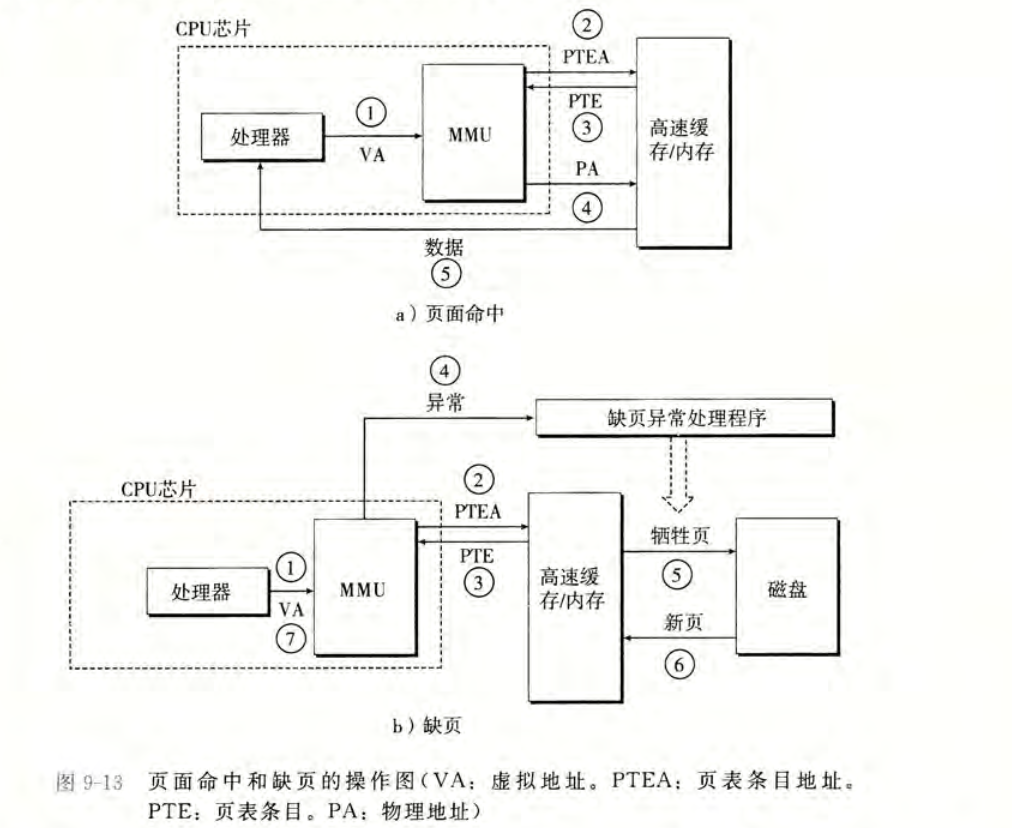 CPU芯片
②
PTEA
①
处理器
VA
MMU
PTE
③
高速缓
存/内存
PA
④
数据
⑤
a）页面命中
④
异常
缺页异常处理程序
CPU芯片
②
PTEA
①
处理器
VA
⑦
MMU
PTE
③
高速缓
存/内存
牺牲页
⑤
磁盘
新页
⑥
b）缺页
图 9-13 页面命中和缺页的操作图（VA：虚拟地址。PTEA：页表条目地址。
PTE：页表条目。PA：物理地址）